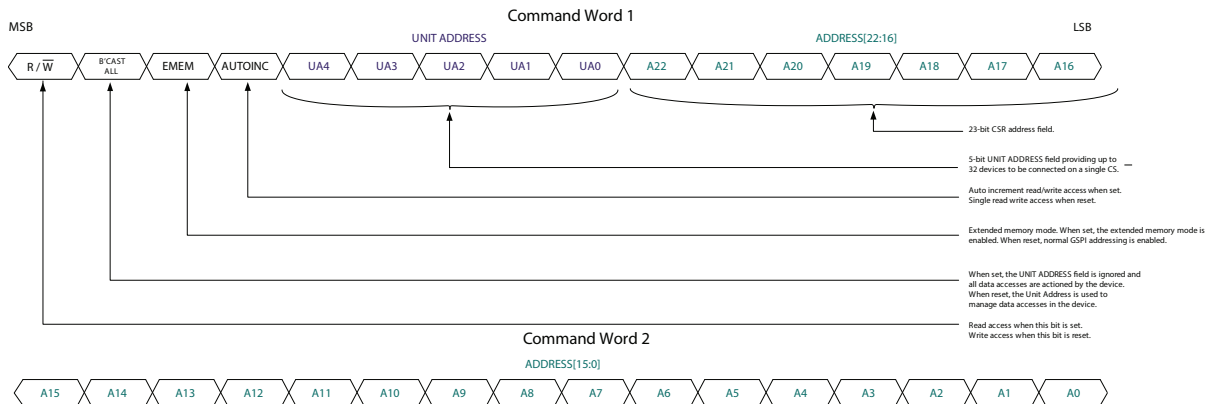 Command Word 1
MSB
LSB
UNIT ADDRESS
ADDRESS[22:16]
R / W̅ B'CAST ALL EMEM AUTOINC UA4 UA3 UA2 UA1 UA0 A22 A21 A20 A19 A18 A17 A16
23-bit CSR address field.
5-bit UNIT ADDRESS field providing up to
32 devices to be connected on a single CS.
Auto increment read/write access when set.
Single read write access when reset.
Extended memory mode. When set, the extended memory mode is
enabled. When reset, normal GSPI addressing is enabled.
When set, the UNIT ADDRESS field is ignored and
all data accesses are actioned by the device.
When reset, the Unit Address is used to
manage data accesses in the device.
Read access when this bit is set.
Write access when this bit is reset.
Command Word 2
ADDRESS[15:0]
A15 A14 A13 A12 A11 A10 A9 A8 A7 A6 A5 A4 A3 A2 A1 A0